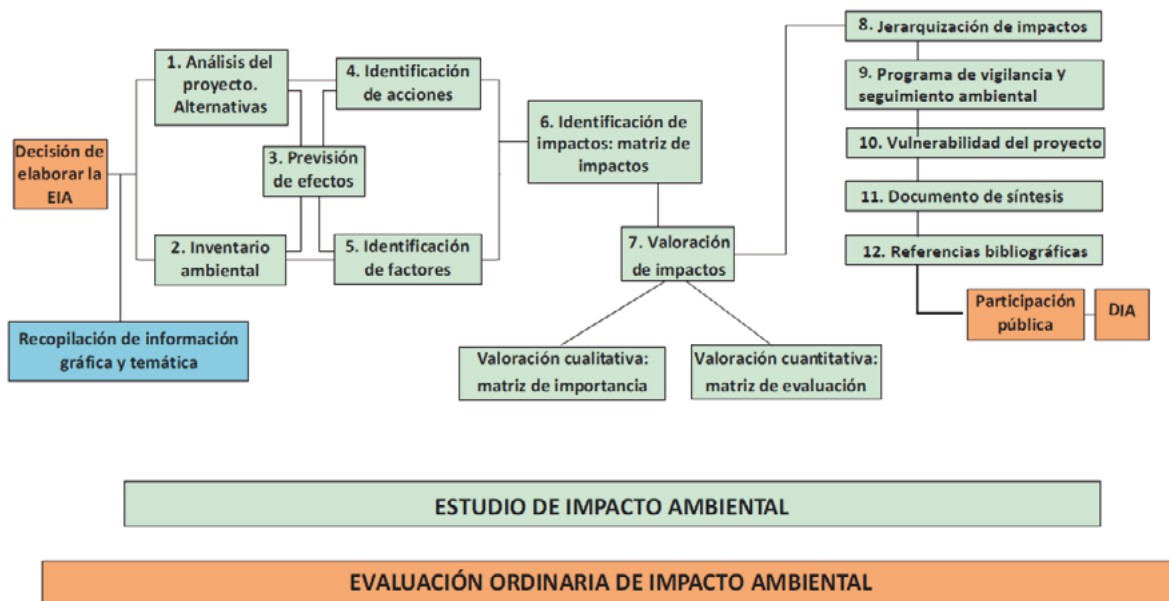 Decisión de
elaborar la
EIA
Recopilación de información
gráfica y temática
1. Análisis del
proyecto.
Alternativas
2. Inventario
ambiental
3. Previsión
de efectos
4. Identificación
de acciones
5. Identificación
de factores
6. Identificación de
impactos: matriz de
impactos
7. Valoración
de impactos
Valoración cualitativa:
matriz de importancia
Valoración cuantitativa:
matriz de evaluación
8. Jerarquización de impactos
9. Programa de vigilancia Y
seguimiento ambiental
10. Vulnerabilidad del proyecto
11. Documento de síntesis
12. Referencias bibliográficas
Participación
pública
DIA
ESTUDIO DE IMPACTO AMBIENTAL
EVALUACIÓN ORDINARIA DE IMPACTO AMBIENTAL